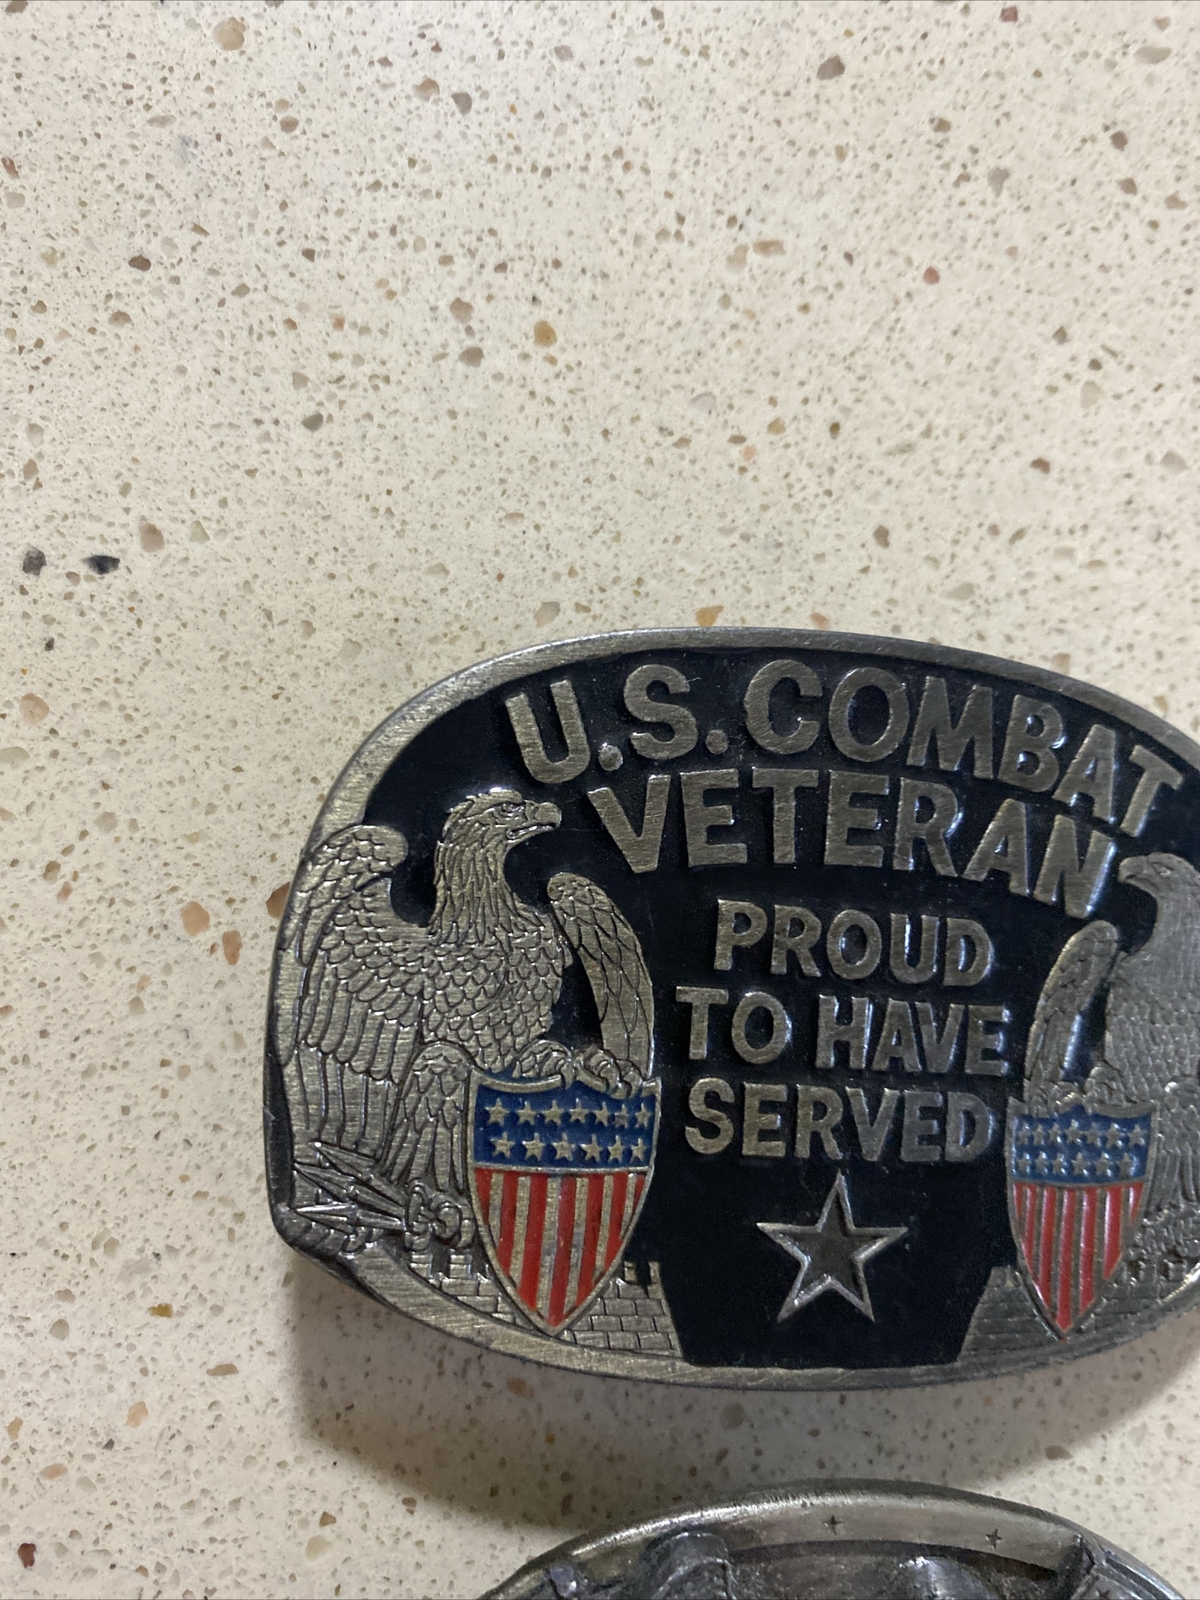 U.S. COMBAT
VETERAN
PROUD
TO HAVE
SERVED